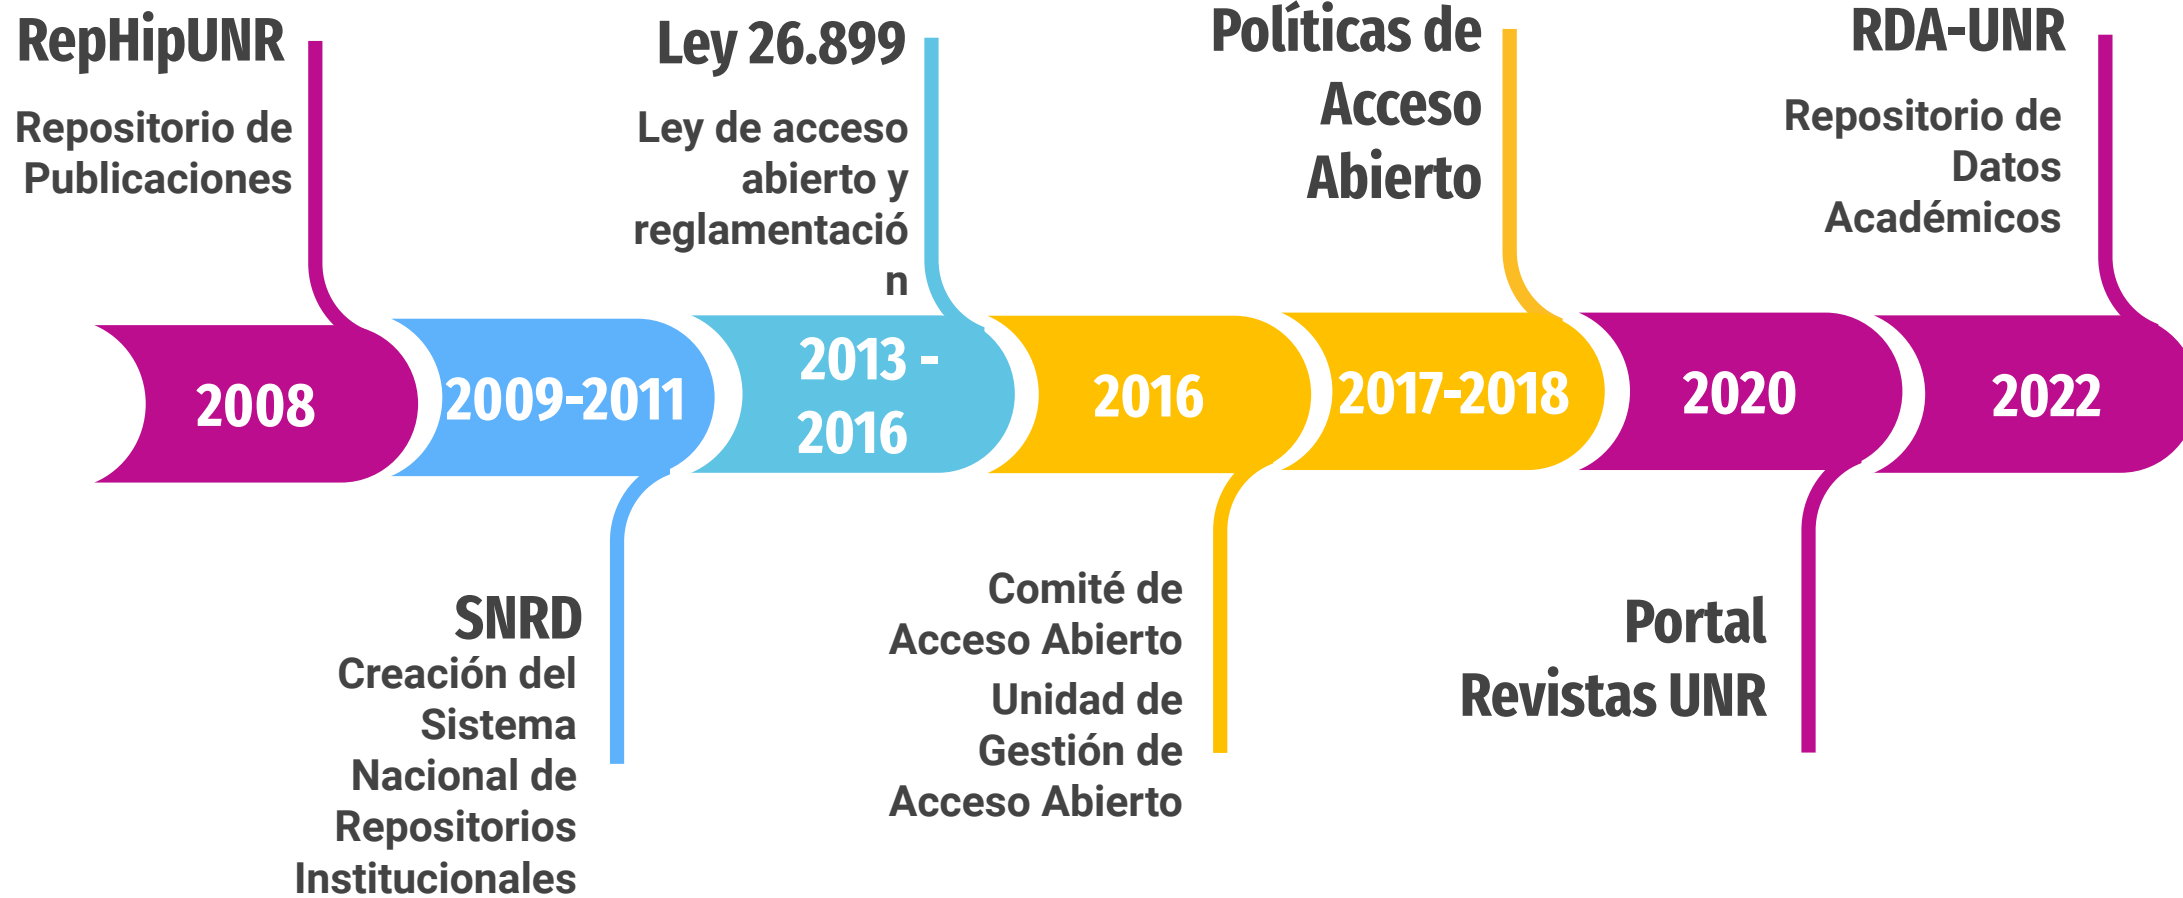 RepHipUNR
Repositorio de
Publicaciones
Ley 26.899
Ley de acceso
abierto y
reglamentació
n
Políticas de
Acceso
Abierto
RDA-UNR
Repositorio de
Datos
Académicos
2008
2009-2011
2013 -
2016
2016
2017-2018
2020
2022
SNRD
Creación del
Sistema
Nacional de
Repositorios
Institucionales
Comité de
Acceso Abierto
Unidad de
Gestión de
Acceso Abierto
Portal
Revistas UNR